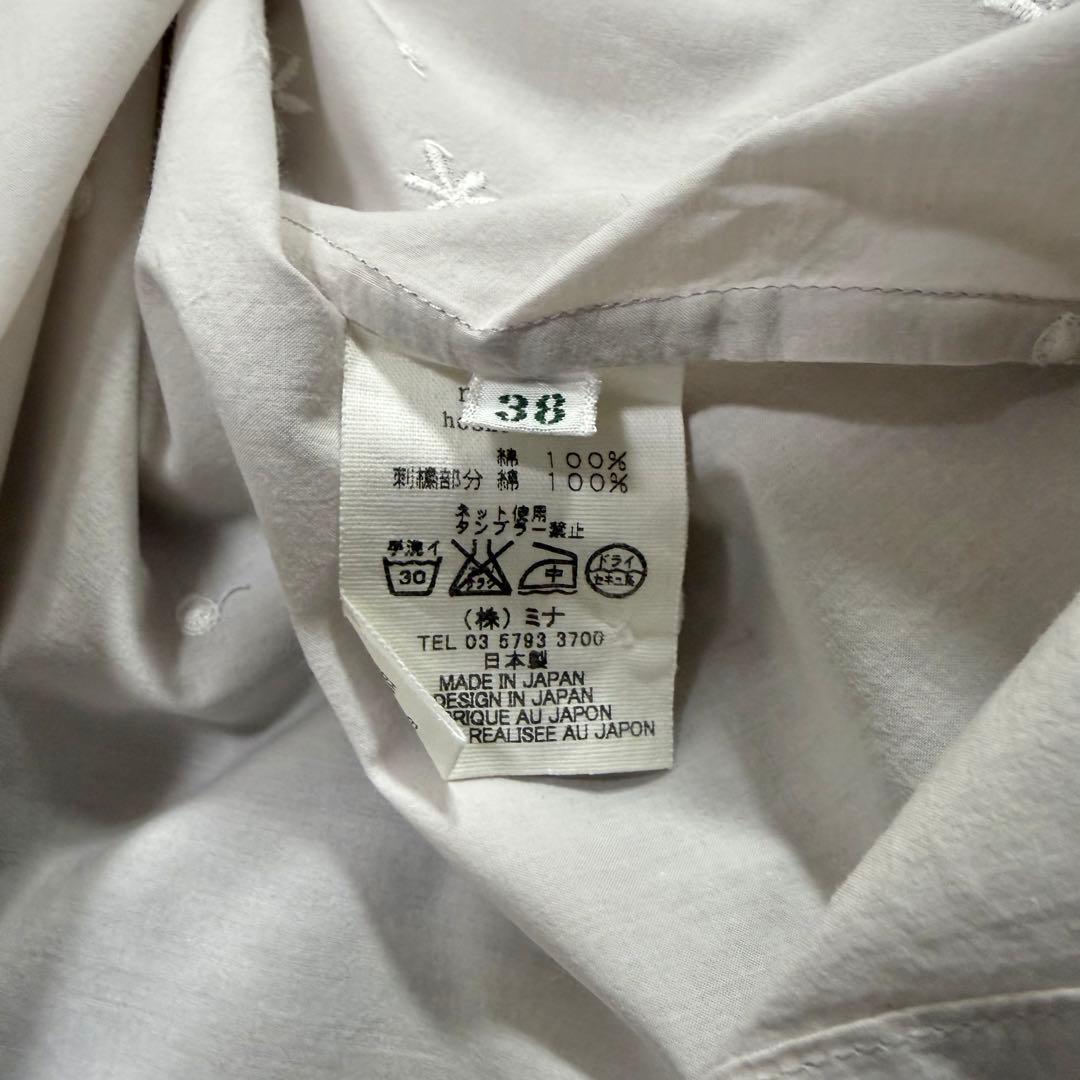 38
綿 100%
刺繍部分 綿 100%
ネット使用
タンブラー禁止
手洗イ
30
中
ドライ
セキユ系
(株)ミナ
TEL 03 5793 3700
日本製
MADE IN JAPAN
DESIGN IN JAPAN
AU JAPON
REALISEE AU JAPON